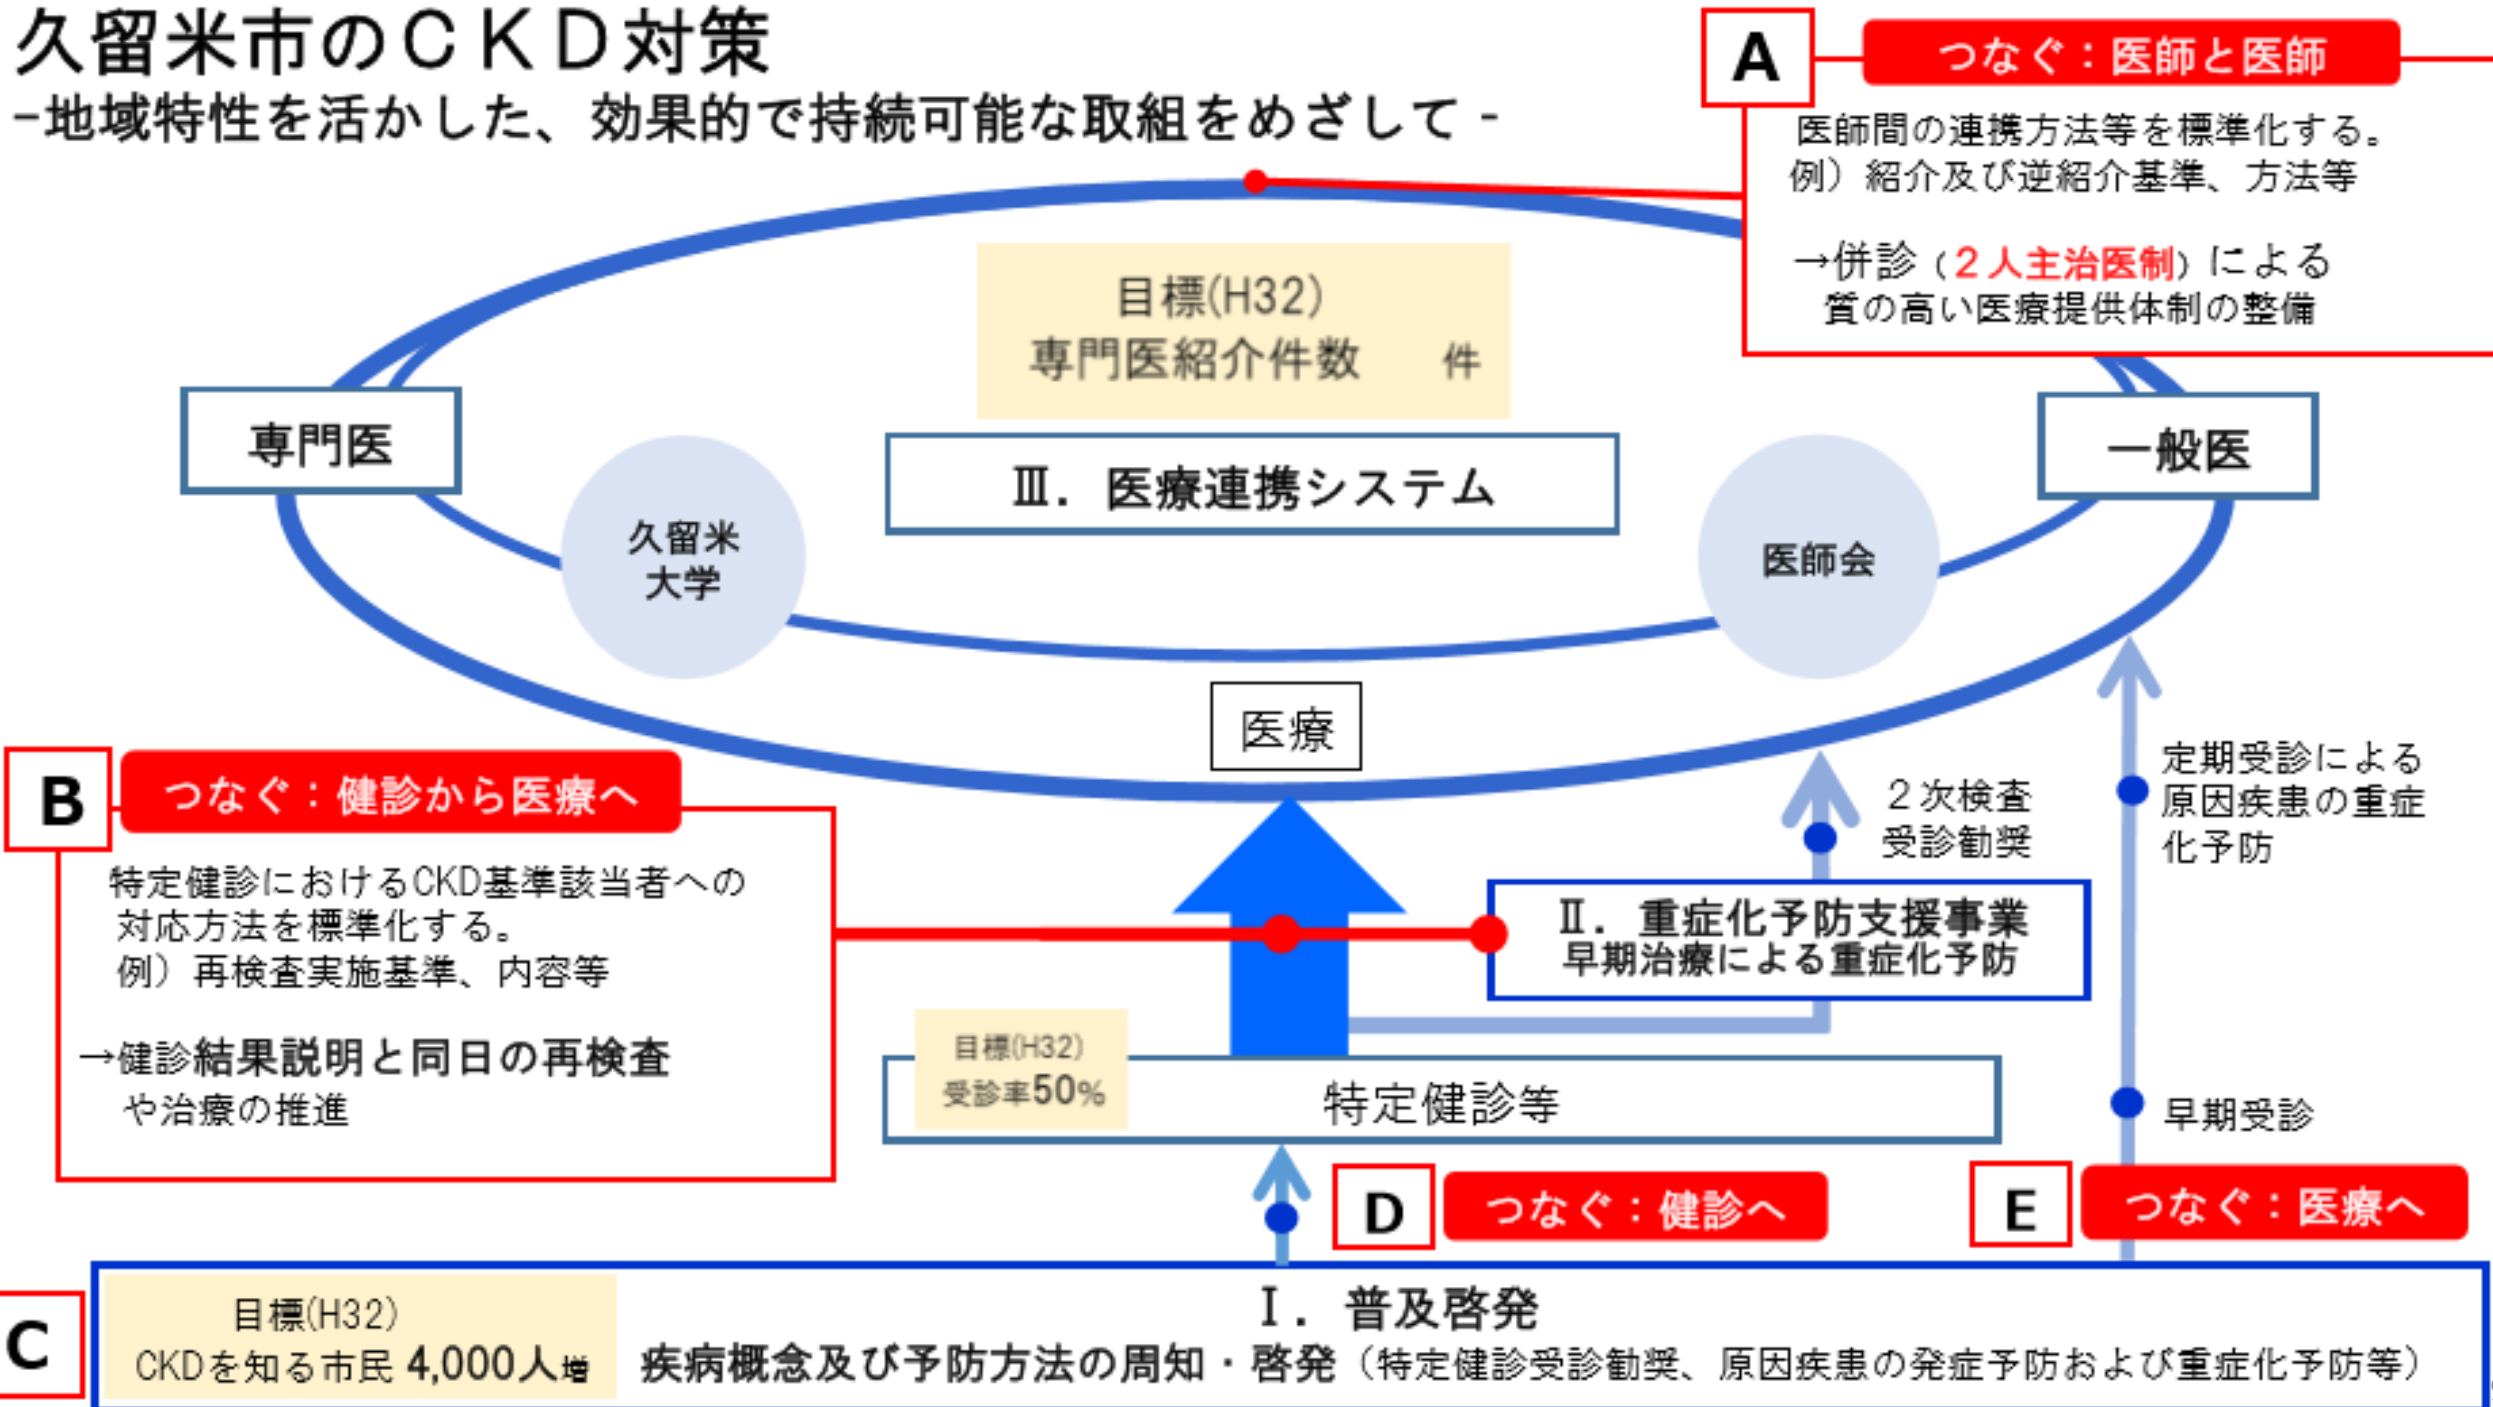 久留米市のＣＫＤ対策
-地域特性を活かした、効果的で持続可能な取組をめざして -
A
つなぐ：医師と医師
医師間の連携方法等を標準化する。
例）紹介及び逆紹介基準、方法等
→併診（２人主治医制）による
質の高い医療提供体制の整備
目標(H32)
専門医紹介件数　　件
専門医
一般医
Ⅲ．医療連携システム
久留米
大学
医師会
医療
B
つなぐ：健診から医療へ
特定健診におけるCKD基準該当者への
対応方法を標準化する。
例）再検査実施基準、内容等
→健診結果説明と同日の再検査
や治療の推進
２次検査
受診勧奨
定期受診による
原因疾患の重症
化予防
Ⅱ．重症化予防支援事業
早期治療による重症化予防
目標(H32)
受診率50%
特定健診等
早期受診
D
つなぐ：健診へ
E
つなぐ：医療へ
C
目標(H32)
CKDを知る市民 4,000人増
Ⅰ．普及啓発
疾病概念及び予防方法の周知・啓発（特定健診受診勧奨、原因疾患の発症予防および重症化予防等）